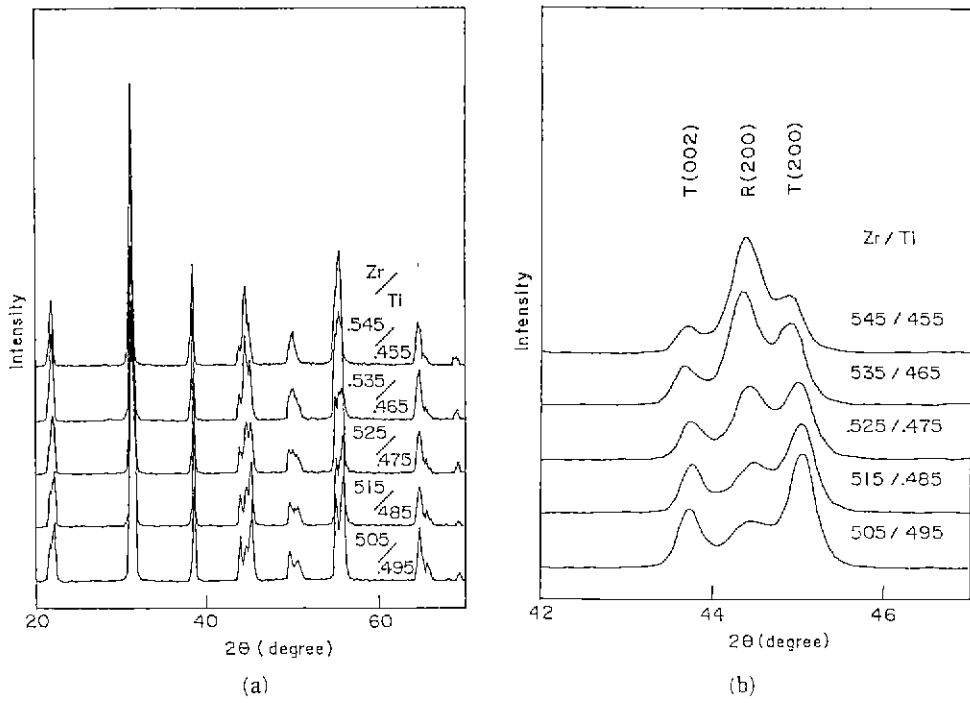 Intensity
Zr/
Ti
.545/
.455
.535/
.465
.525/
.475
515/
.485
505/
.495
20
40
60
2θ (degree)
(a)
Intensity
T(002)
R(200)
T(200)
Zr/Ti
545/455
535/465
.525/.475
515/.485
505/495
42
44
46
2θ (degree)
(b)